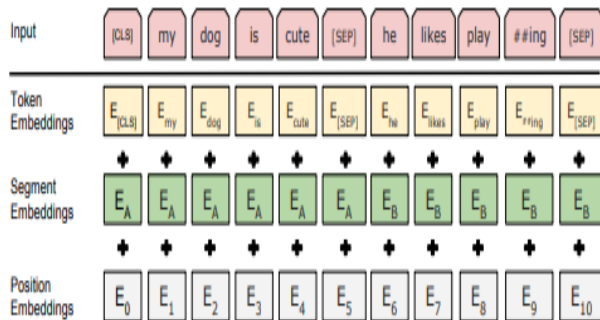 Input [CLS] my dog is cute [SEP] he likes play ##ing [SEP]
Token Embeddings E[CLS] Emy Edog Eis Ecute E[SEP] Ehe Elikes Eplay E##ing E[SEP]
+ + + + + + + + + + +
Segment Embeddings EA EA EA EA EA EA EB EB EB EB EB
+ + + + + + + + + + +
Position Embeddings E0 E1 E2 E3 E4 E5 E6 E7 E8 E9 E10